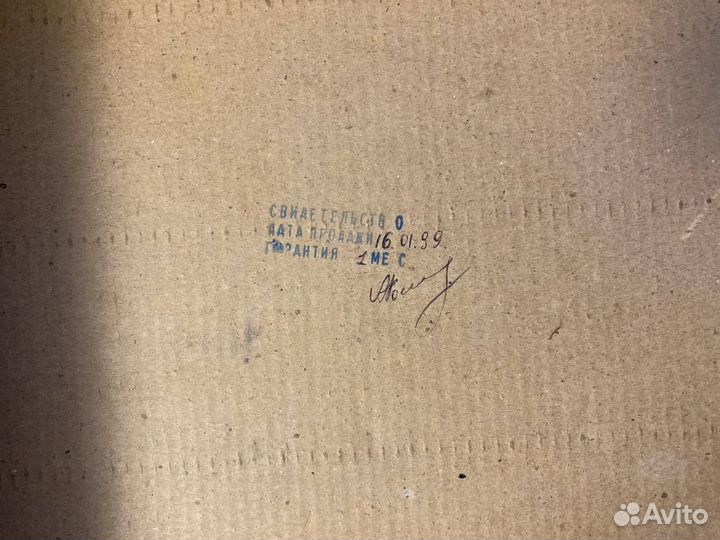 СВИДЕТЕЛЬСТВО
ДАТА ПРОДАЖИ 16.01.99.
ГАРАНТИЯ 1 МЕС
Avito